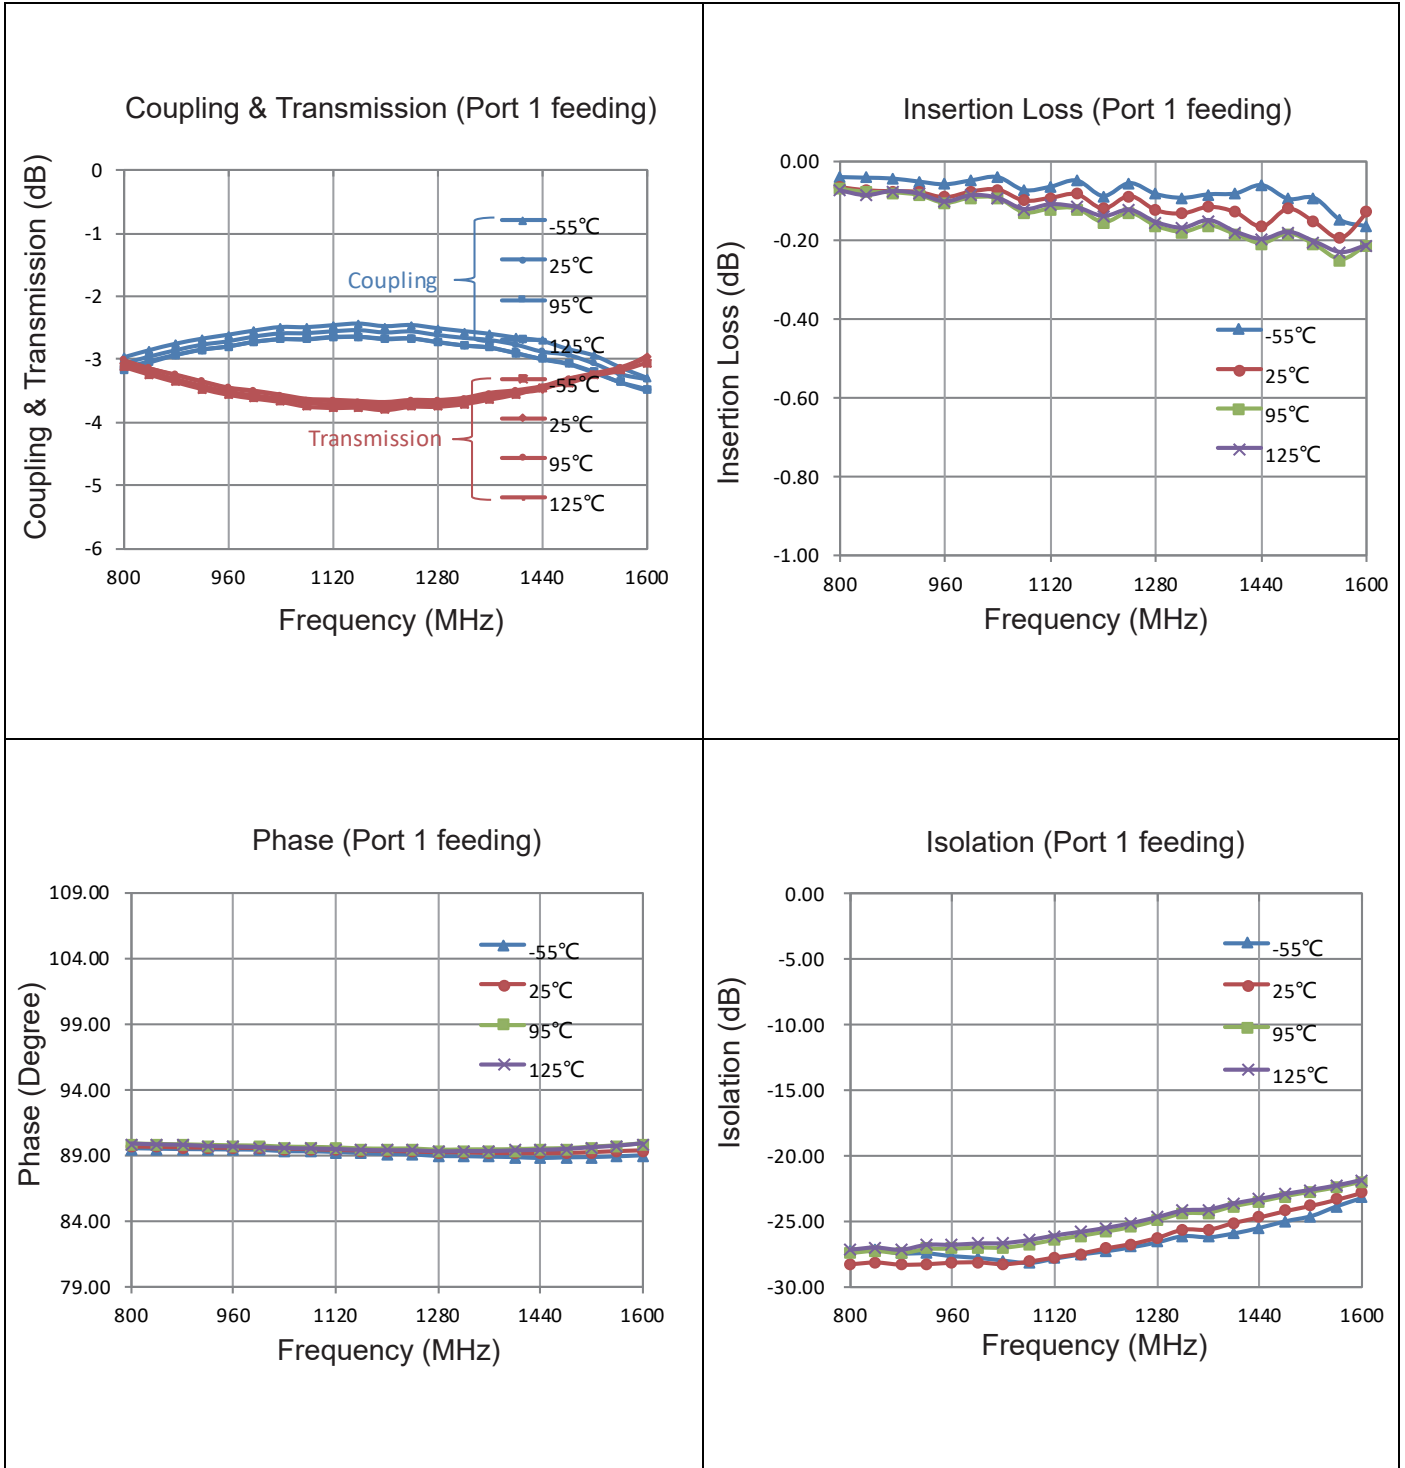 Coupling & Transmission (Port 1 feeding)
Coupling & Transmission (dB)
0
-1
-2
-3
-4
-5
-6
Coupling
-55℃
25℃
95℃
125℃
Transmission
-55℃
25℃
95℃
125℃
800 960 1120 1280 1440 1600
Frequency (MHz)
Insertion Loss (Port 1 feeding)
Insertion Loss (dB)
0.00
-0.20
-0.40
-0.60
-0.80
-1.00
-55℃
25℃
95℃
125℃
800 960 1120 1280 1440 1600
Frequency (MHz)
Phase (Port 1 feeding)
Phase (Degree)
109.00
104.00
99.00
94.00
89.00
84.00
79.00
-55℃
25℃
95℃
125℃
800 960 1120 1280 1440 1600
Frequency (MHz)
Isolation (Port 1 feeding)
Isolation (dB)
0.00
-5.00
-10.00
-15.00
-20.00
-25.00
-30.00
-55℃
25℃
95℃
125℃
800 960 1120 1280 1440 1600
Frequency (MHz)